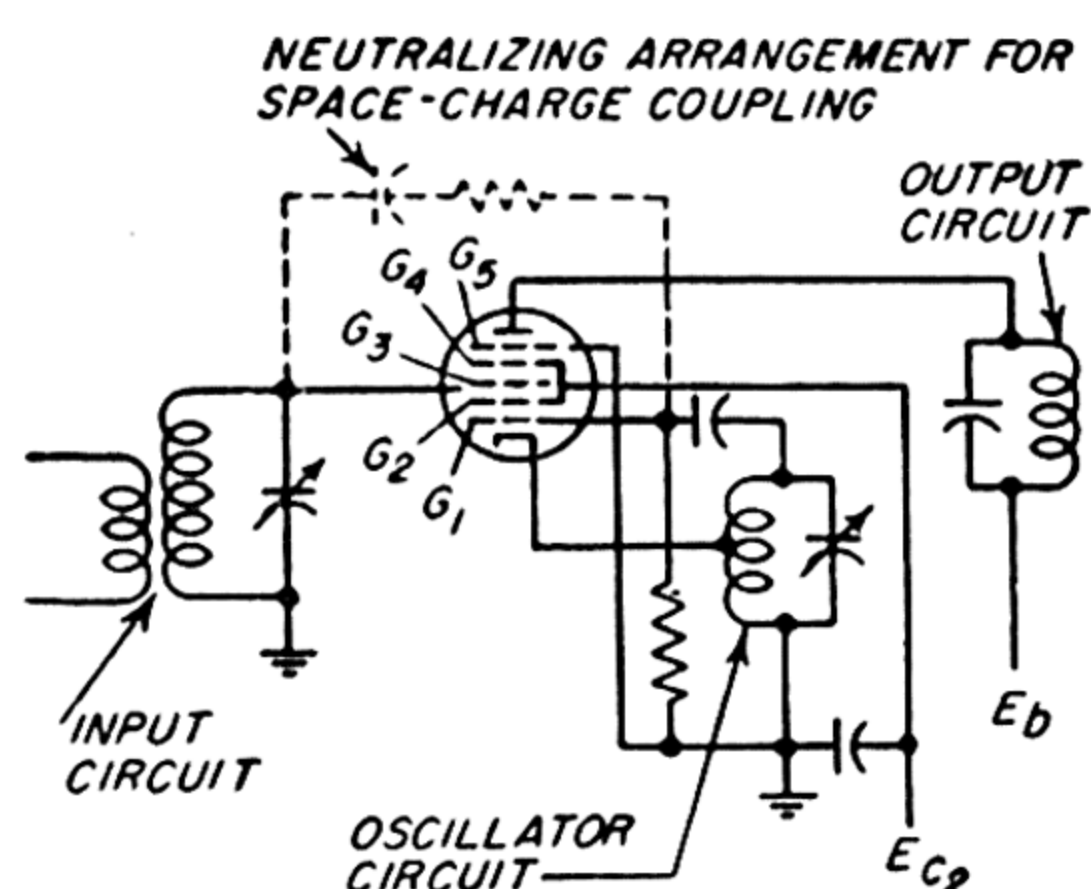 NEUTRALIZING ARRANGEMENT FOR
SPACE-CHARGE COUPLING
OUTPUT
CIRCUIT
G5
G4
G3
G2
G1
INPUT
CIRCUIT
OSCILLATOR
CIRCUIT
Eb
Ec2